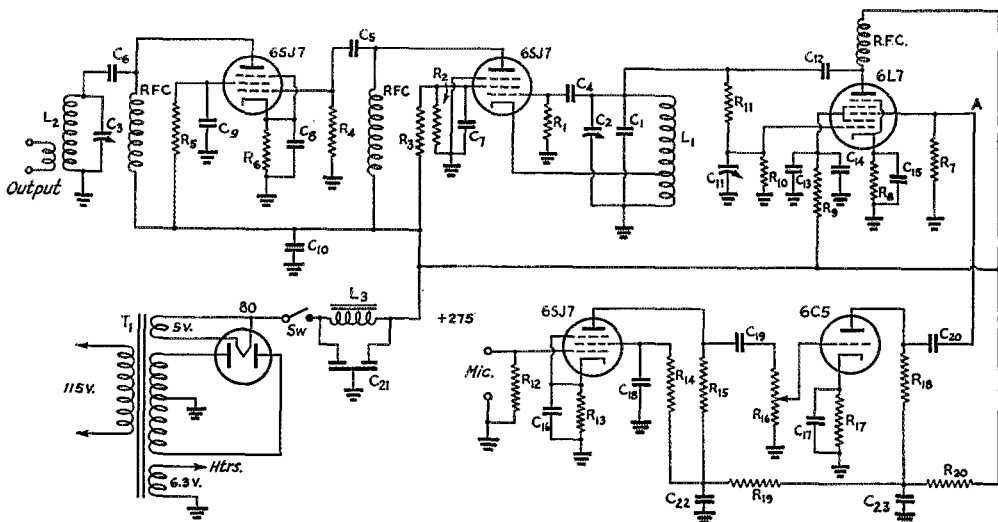 C6
6SJ7
C5
6SJ7
R.F.C.
C12
6L7
L2
C3
RFC
R5
C9
R6
C8
R4
RFC
R3
R2
C7
R1
C4
C2
C1
L1
R11
C11
R10
C13
C14
R9
R8
C15
R7
A
Output
C10
T1
5V.
80
Sw
L3
+275
C21
115V.
Htrs.
6.3V.
Mic.
R12
6SJ7
C16
R13
C18
R14
R15
C19
R16
6C5
C17
R17
R18
C20
C22
R19
C23
R20